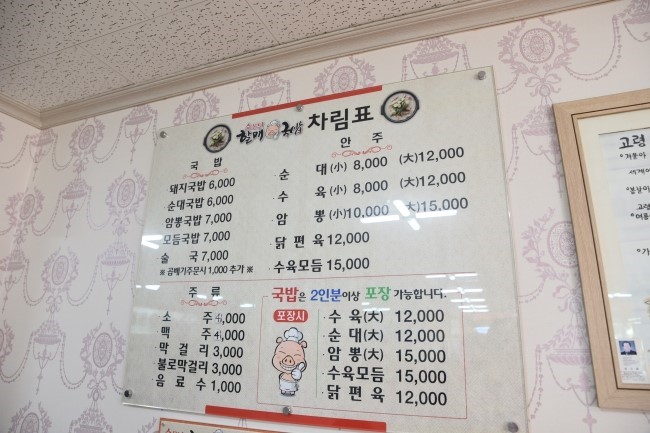 할매 국밥 차림표
국 밥
돼지국밥 6,000
순대국밥 6,000
암뽕국밥 7,000
모듬국밥 7,000
술 국 7,000
※ 곱빼기주문시 1,000 추가 ※
안 주
순 대(小) 8,000 (大)12,000
수 육(小) 8,000 (大)12,000
암 뽕(小)10,000 (大)15,000
닭 편 육 12,000
수육모듬 15,000
주 류
소 주 4,000
맥 주 4,000
막 걸 리 3,000
불로막걸리 3,000
음 료 수 1,000
국밥은 2인분이상 포장 가능합니다.
포장시
수 육(大) 12,000
순 대(大) 12,000
암 뽕(大) 15,000
수육모듬 15,000
닭 편 육 12,000
고령